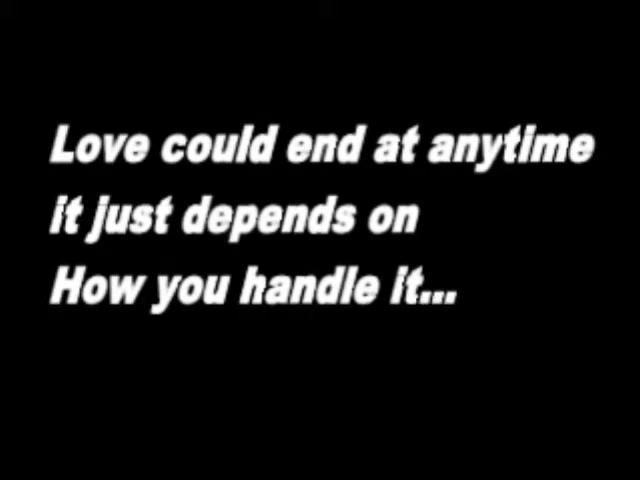 Love could end at anytime
it just depends on
How you handle it...